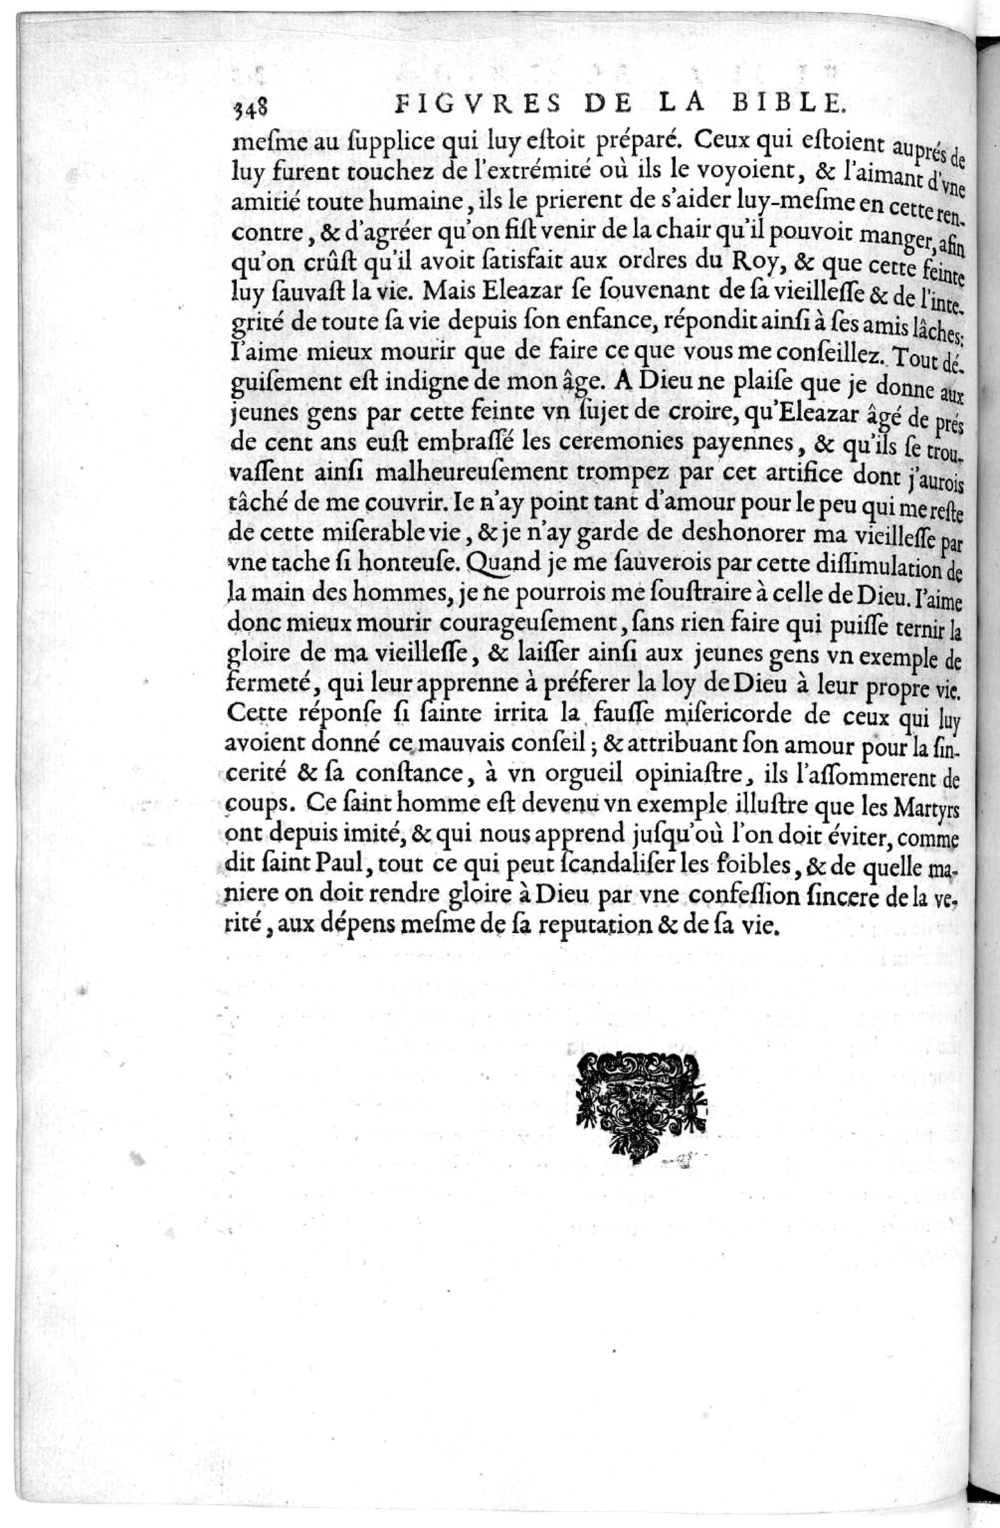 348 FIGVRES DE LA BIBLE.
meſme au ſupplice qui luy eſtoit préparé. Ceux qui eſtoient auprés de
luy furent touchez de l'extrémité où ils le voyoient, & l'aimant d'vne
amitié toute humaine, ils le prierent de s'aider luy-meſme en cette ren-
contre, & d'agréer qu'on fiſt venir de la chair qu'il pouvoit manger, afin
qu'on crûſt qu'il avoit ſatisfait aux ordres du Roy, & que cette feinte
luy ſauvaſt la vie. Mais Eleazar ſe ſouvenant de ſa vieilleſſe & de l'inte-
grité de toute ſa vie depuis ſon enfance, répondit ainſi à ſes amis lâches:
I'aime mieux mourir que de faire ce que vous me conſeillez. Tout dé-
guiſement eſt indigne de mon âge. A Dieu ne plaiſe que je donne aux
jeunes gens par cette feinte vn ſujet de croire, qu'Eleazar âgé de prés
de cent ans euſt embraſſé les ceremonies payennes, & qu'ils ſe trou-
vaſſent ainſi malheureuſement trompez par cet artifice dont j'aurois
tâché de me couvrir. Ie n'ay point tant d'amour pour le peu qui me reſte
de cette miſerable vie, & je n'ay garde de deshonorer ma vieilleſſe par
vne tache ſi honteuſe. Quand je me ſauverois par cette diſſimulation de
la main des hommes, je ne pourrois me ſouſtraire à celle de Dieu. I'aime
donc mieux mourir courageuſement, ſans rien faire qui puiſſe ternir la
gloire de ma vieilleſſe, & laiſſer ainſi aux jeunes gens vn exemple de
fermeté, qui leur apprenne à préferer la loy de Dieu à leur propre vie.
Cette réponſe ſi ſainte irrita la fauſſe miſericorde de ceux qui luy
avoient donné ce mauvais conſeil; & attribuant ſon amour pour la ſin-
cerité & ſa conſtance, à vn orgueil opiniaſtre, ils l'aſſommerent de
coups. Ce ſaint homme eſt devenu vn exemple illuſtre que les Martyrs
ont depuis imité, & qui nous apprend juſqu'où l'on doit éviter, comme
dit ſaint Paul, tout ce qui peut ſcandaliſer les foibles, & de quelle ma-
niere on doit rendre gloire à Dieu par vne confeſſion ſincere de la ve-
rité, aux dépens meſme de ſa reputation & de ſa vie.